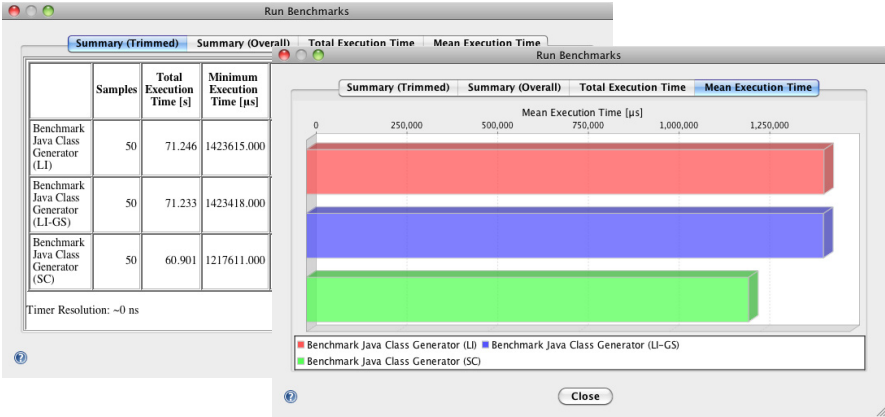 Run Benchmarks
Summary (Trimmed) Summary (Overall) Total Execution Time Mean Execution Time
Samples Total Execution Time [s] Minimum Execution Time [µs]
Benchmark Java Class Generator (LI) 50 71.246 1423615.000
Benchmark Java Class Generator (LI-GS) 50 71.233 1423418.000
Benchmark Java Class Generator (SC) 50 60.901 1217611.000
Timer Resolution: ~0 ns
?
Run Benchmarks
Summary (Trimmed) Summary (Overall) Total Execution Time Mean Execution Time
Mean Execution Time [µs]
0 250,000 500,000 750,000 1,000,000 1,250,000
Benchmark Java Class Generator (LI) Benchmark Java Class Generator (LI-GS)
Benchmark Java Class Generator (SC)
? Close